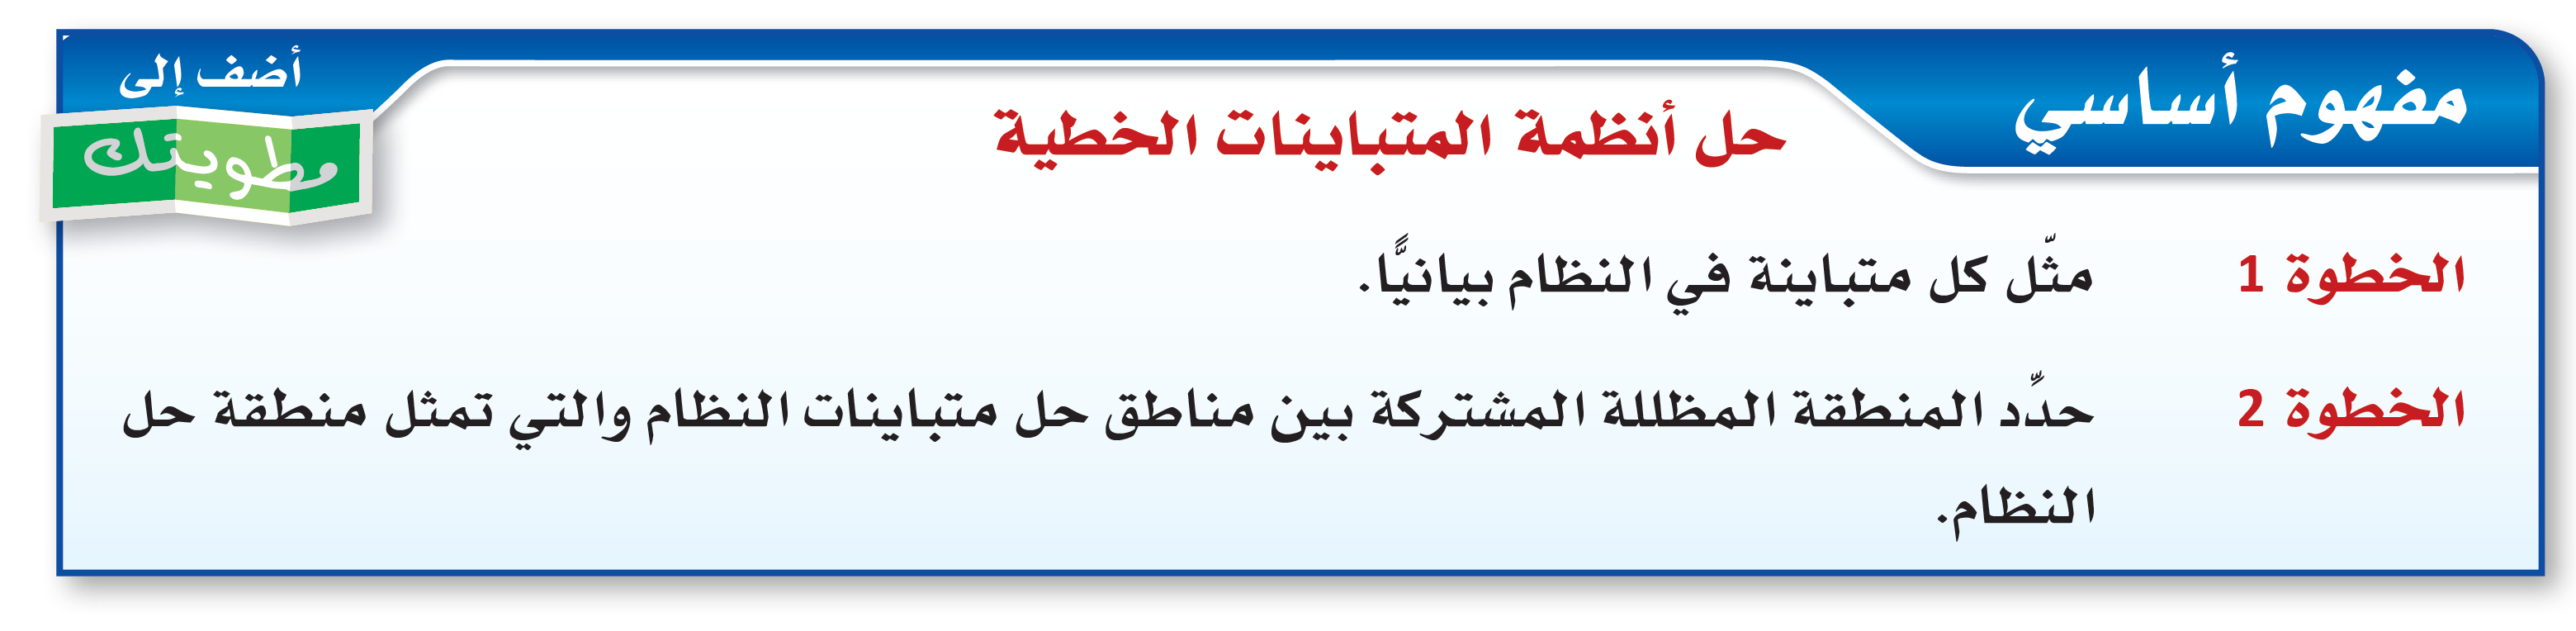 مفهوم أساسي
أضف إلى
مطويتك
حل أنظمة المتباينات الخطية
الخطوة 1 مثّل كل متباينة في النظام بيانيًّا.
الخطوة 2 حدِّد المنطقة المظللة المشتركة بين مناطق حل متباينات النظام والتي تمثل منطقة حل
النظام.